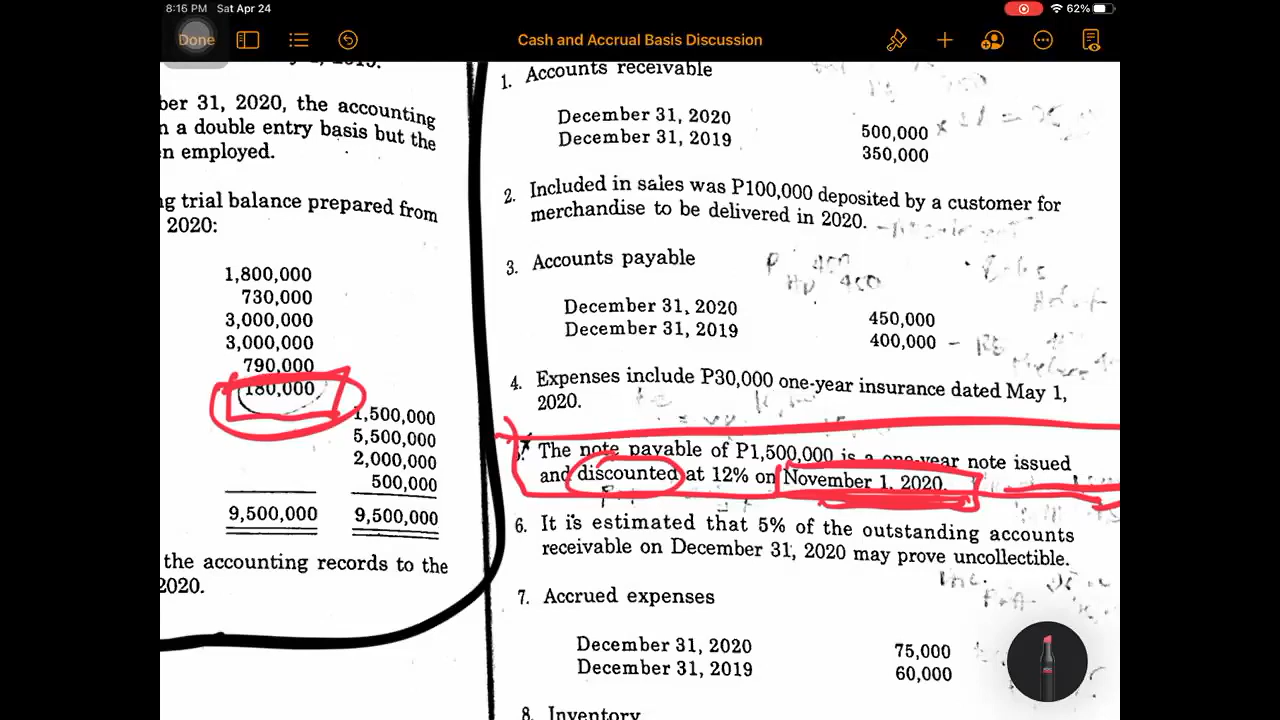 8:16 PM Sat Apr 24
62%
Done
Cash and Accrual Basis Discussion
ber 31, 2020, the accounting
a double entry basis but the
n employed.
ng trial balance prepared from
2020:
1,800,000
730,000
3,000,000
3,000,000
790,000
180,000
1,500,000
5,500,000
2,000,000
500,000
9,500,000 9,500,000
the accounting records to the
2020.
1. Accounts receivable
December 31, 2020 500,000
December 31, 2019 350,000
2. Included in sales was P100,000 deposited by a customer for
merchandise to be delivered in 2020.
3. Accounts payable
December 31, 2020 450,000
December 31, 2019 400,000
4. Expenses include P30,000 one-year insurance dated May 1,
2020.
The note payable of P1,500,000 is a one-year note issued
and discounted at 12% on November 1, 2020.
6. It is estimated that 5% of the outstanding accounts
receivable on December 31, 2020 may prove uncollectible.
7. Accrued expenses
December 31, 2020 75,000
December 31, 2019 60,000
8. Inventory